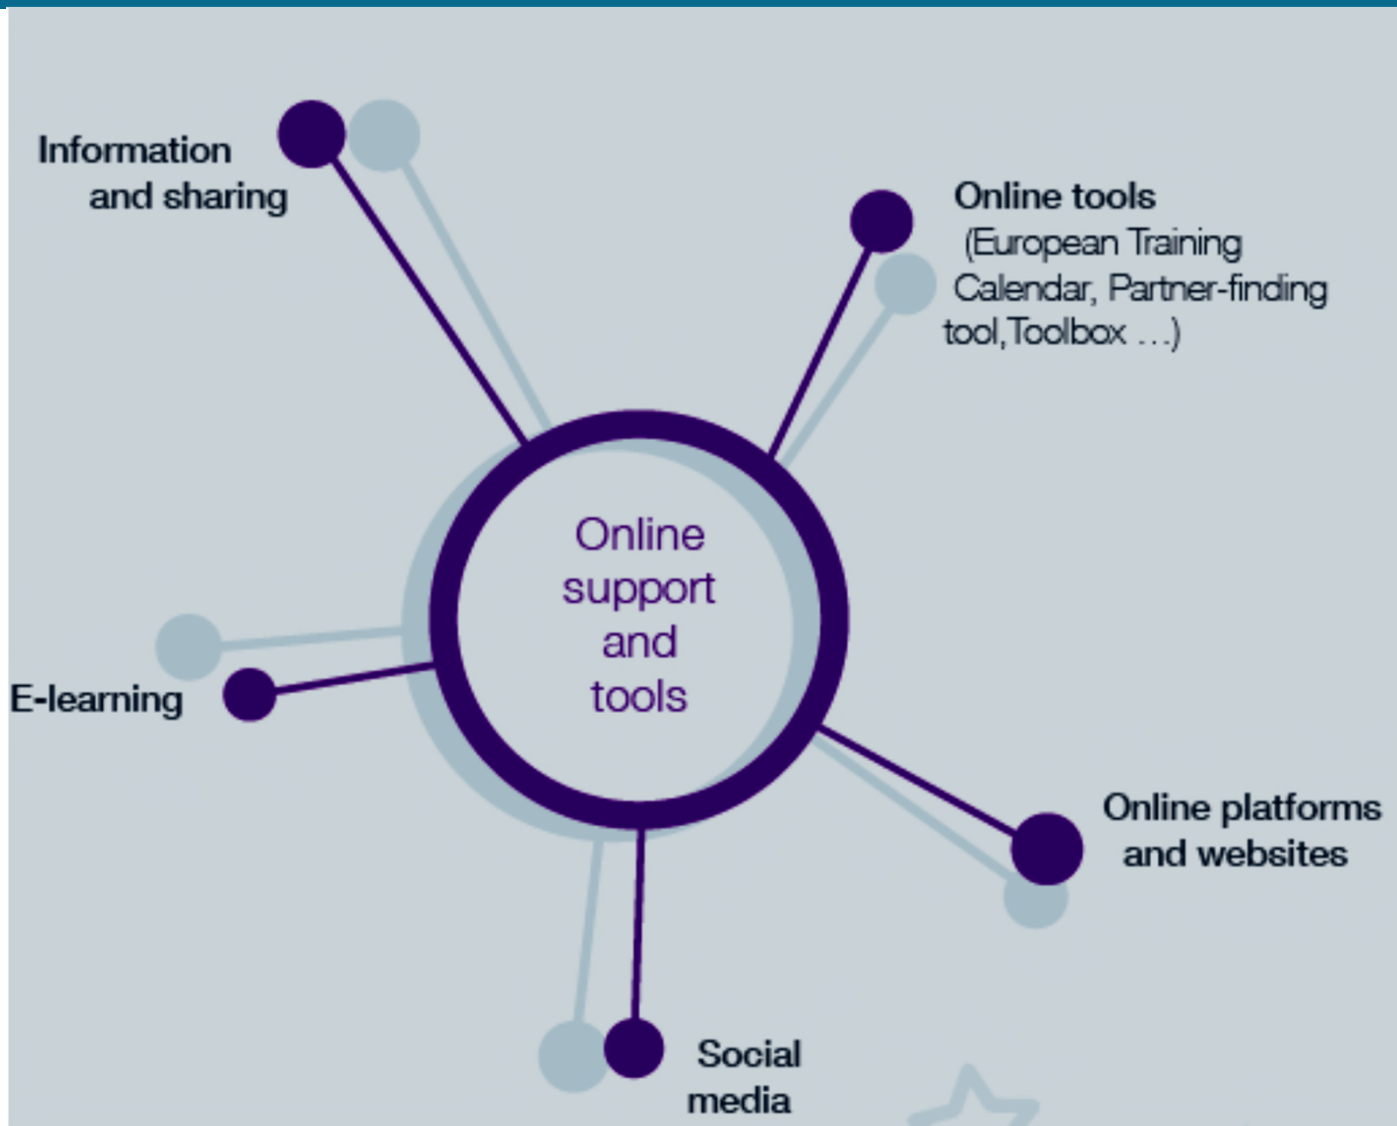 Information
and sharing
Online tools
(European Training
Calendar, Partner-finding
tool,Toolbox ...)
Online
support
and
tools
E-learning
Online platforms
and websites
Social
media